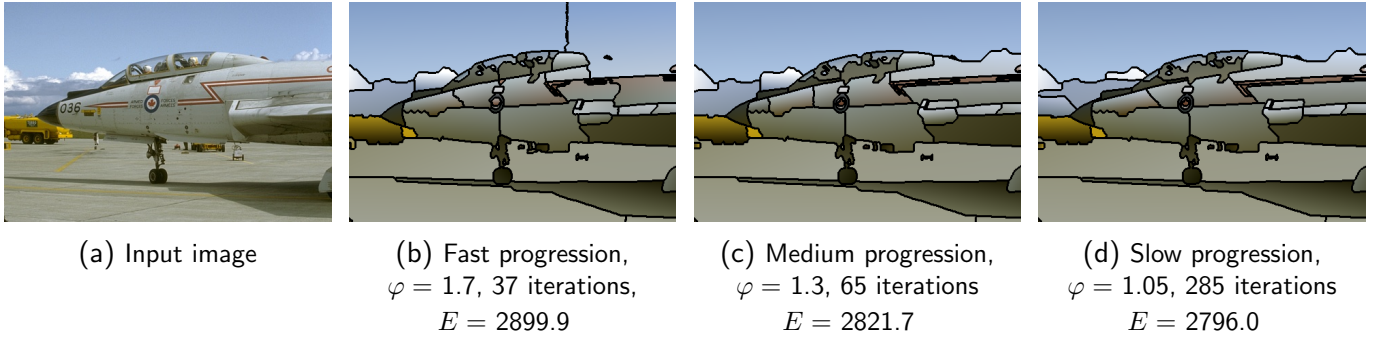 036
(a) Input image
(b) Fast progression,
φ = 1.7, 37 iterations,
E = 2899.9
(c) Medium progression,
φ = 1.3, 65 iterations
E = 2821.7
(d) Slow progression,
φ = 1.05, 285 iterations
E = 2796.0